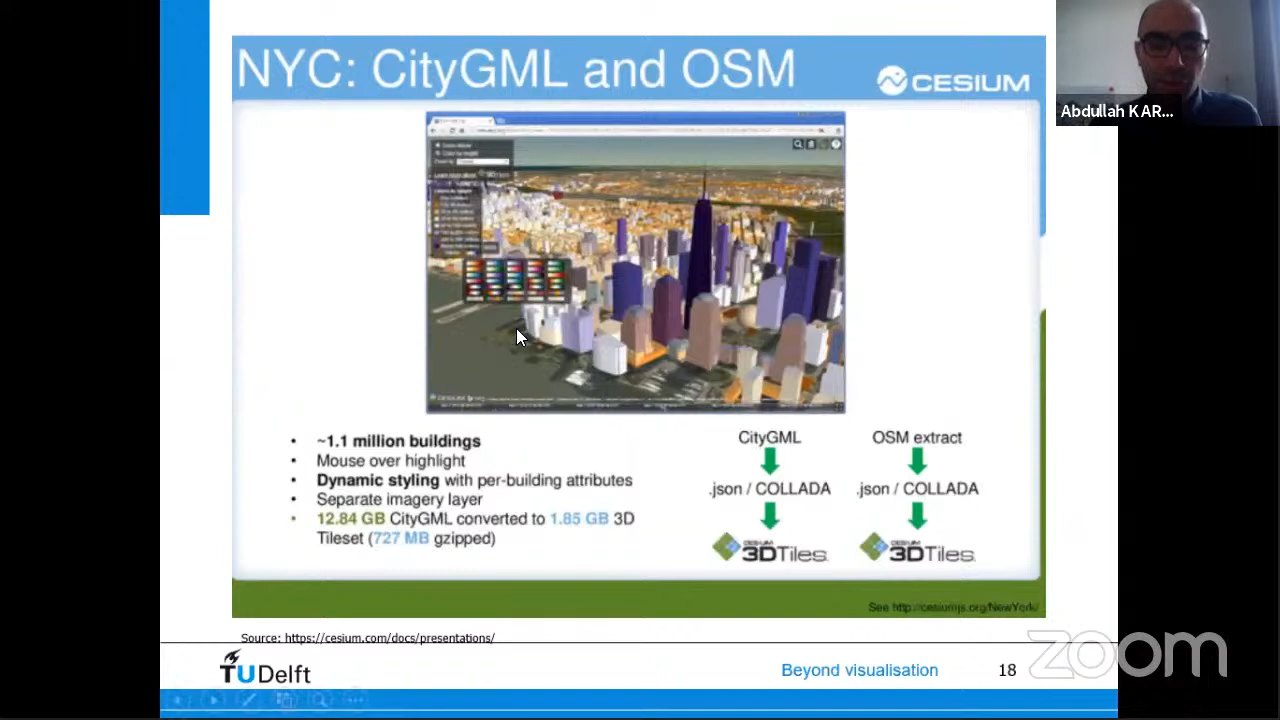 NYC: CityGML and OSM
CESIUM
Abdullah KAR...
• ~1.1 million buildings
• Mouse over highlight
• Dynamic styling with per-building attributes
• Separate imagery layer
• 12.84 GB CityGML converted to 1.85 GB 3D
Tileset (727 MB gzipped)
CityGML
OSM extract
.json / COLLADA
.json / COLLADA
CESIUM
3DTiles
CESIUM
3DTiles
See http://cesiumjs.org/NewYork/
Source: https://cesium.com/docs/presentations/
TUDelft
Beyond visualisation
18
zoom